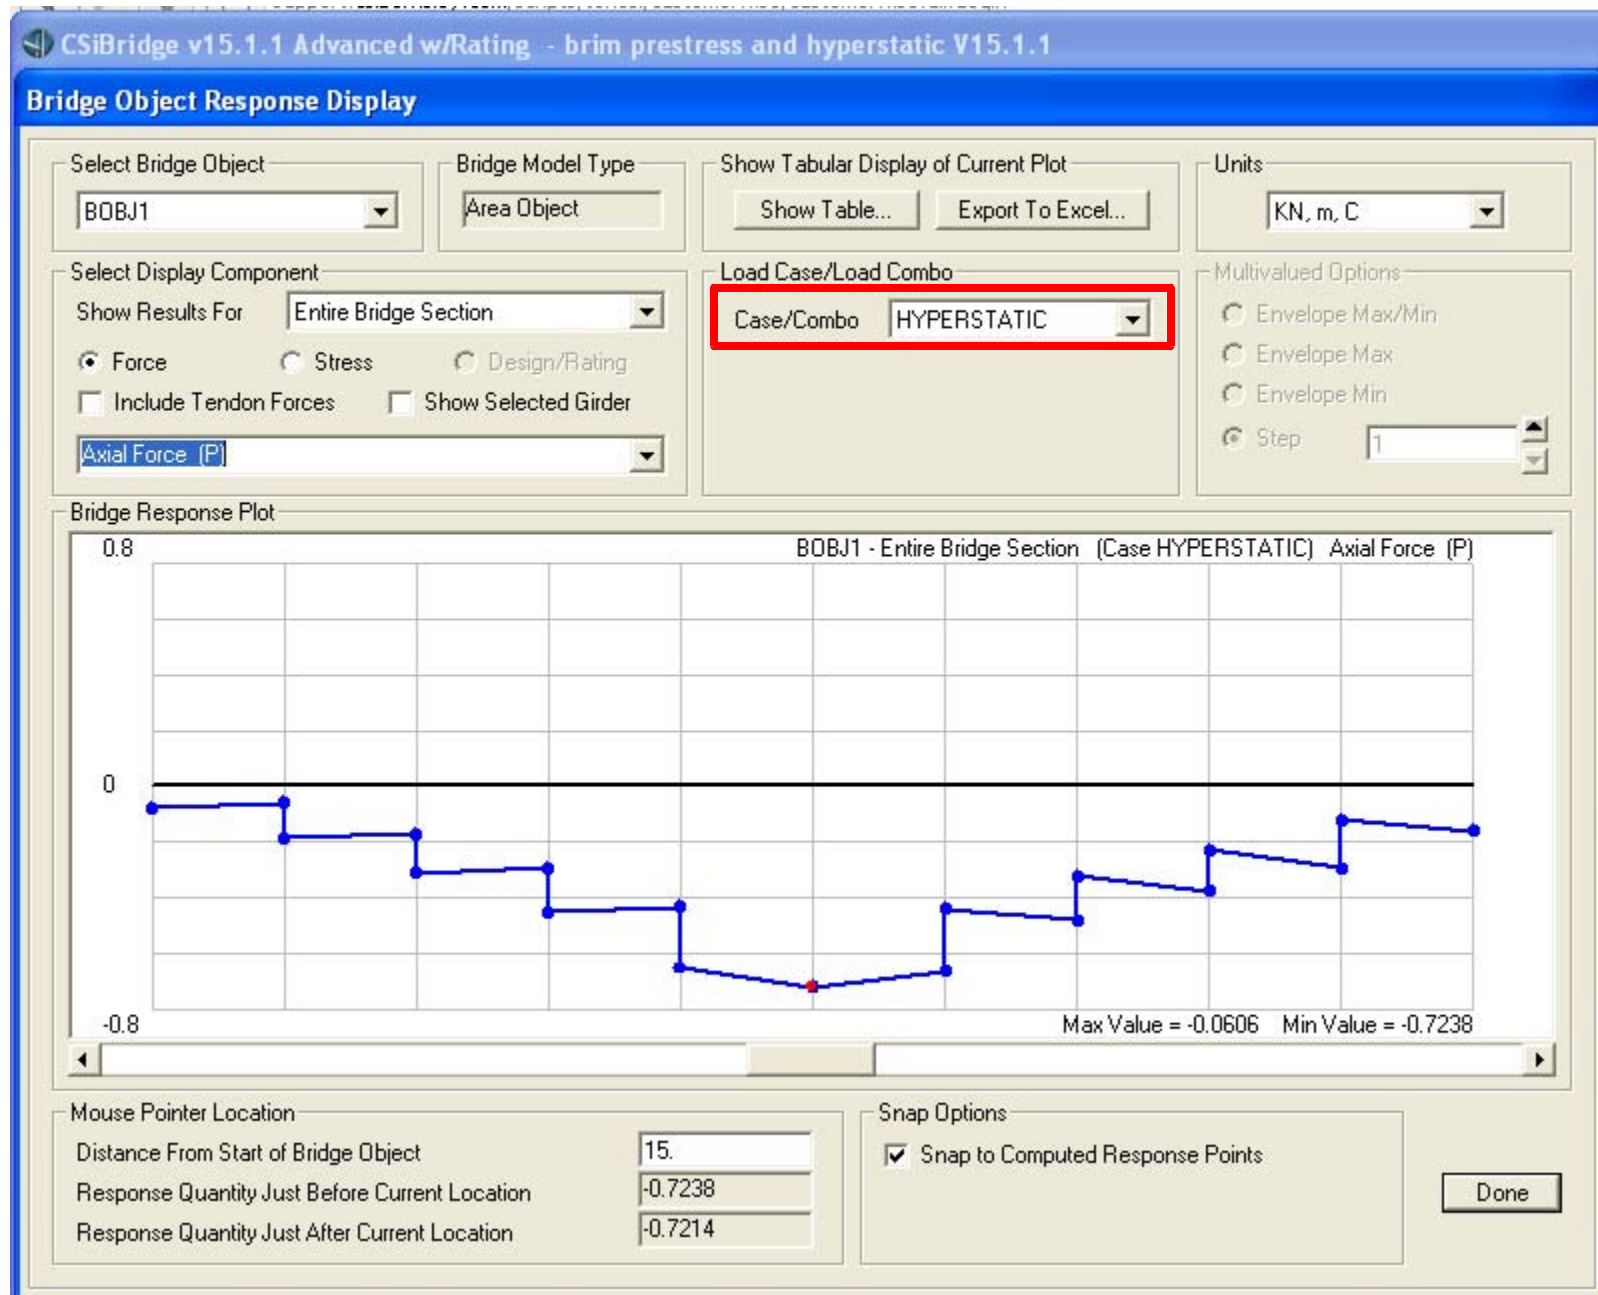 CSiBridge v15.1.1 Advanced w/Rating - brim prestress and hyperstatic V15.1.1
Bridge Object Response Display
Select Bridge Object
BOBJ1
Bridge Model Type
Area Object
Show Tabular Display of Current Plot
Show Table...
Export To Excel...
Units
KN, m, C
Select Display Component
Show Results For
Entire Bridge Section
Force
Stress
Design/Rating
Include Tendon Forces
Show Selected Girder
Axial Force (P)
Load Case/Load Combo
Case/Combo
HYPERSTATIC
Multivalued Options
Envelope Max/Min
Envelope Max
Envelope Min
Step
1
Bridge Response Plot
0.8
BOBJ1 - Entire Bridge Section (Case HYPERSTATIC) Axial Force (P)
0
-0.8
Max Value = -0.0606 Min Value = -0.7238
Mouse Pointer Location
Distance From Start of Bridge Object
15.
Response Quantity Just Before Current Location
-0.7238
Response Quantity Just After Current Location
-0.7214
Snap Options
Snap to Computed Response Points
Done